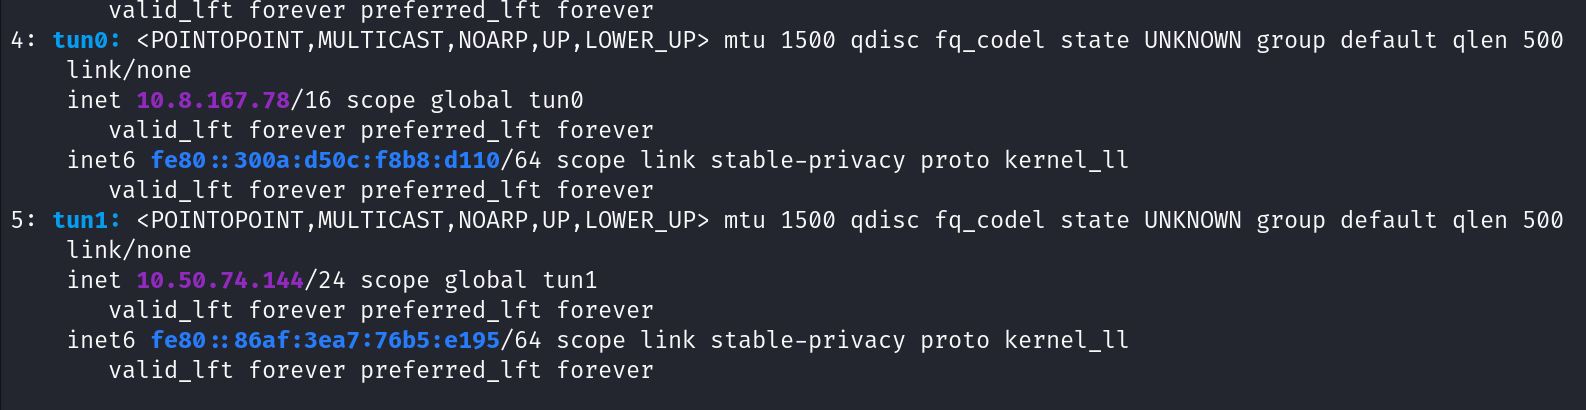 valid_lft forever preferred_lft forever
4: tun0: <POINTOPOINT,MULTICAST,NOARP,UP,LOWER_UP> mtu 1500 qdisc fq_codel state UNKNOWN group default qlen 500
link/none
inet 10.8.167.78/16 scope global tun0
valid_lft forever preferred_lft forever
inet6 fe80::300a:d50c:f8b8:d110/64 scope link stable-privacy proto kernel_ll
valid_lft forever preferred_lft forever
5: tun1: <POINTOPOINT,MULTICAST,NOARP,UP,LOWER_UP> mtu 1500 qdisc fq_codel state UNKNOWN group default qlen 500
link/none
inet 10.50.74.144/24 scope global tun1
valid_lft forever preferred_lft forever
inet6 fe80::86af:3ea7:76b5:e195/64 scope link stable-privacy proto kernel_ll
valid_lft forever preferred_lft forever